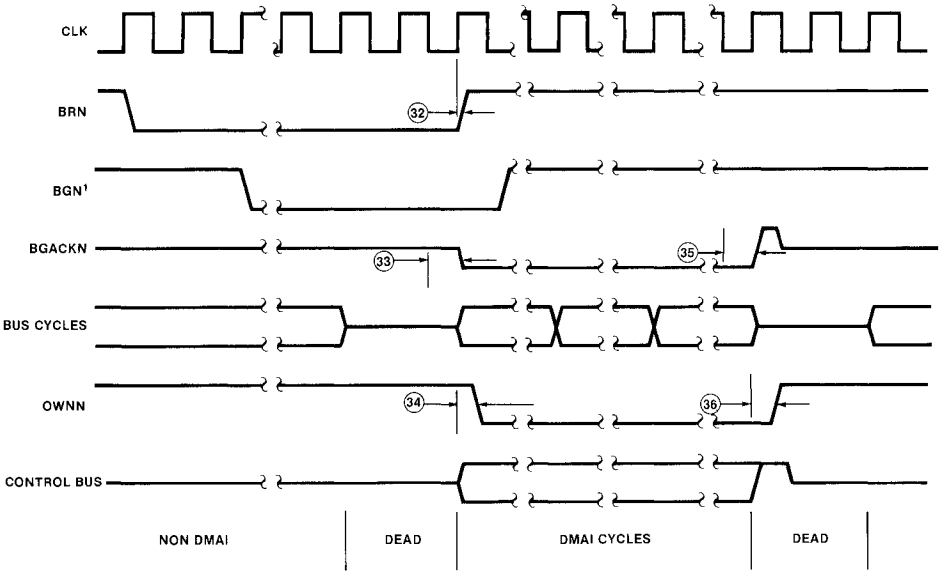 CLK
BRN
32
BGN¹
BGACKN
33
35
BUS CYCLES
OWNN
34
36
CONTROL BUS
NON DMAI
DEAD
DMAI CYCLES
DEAD